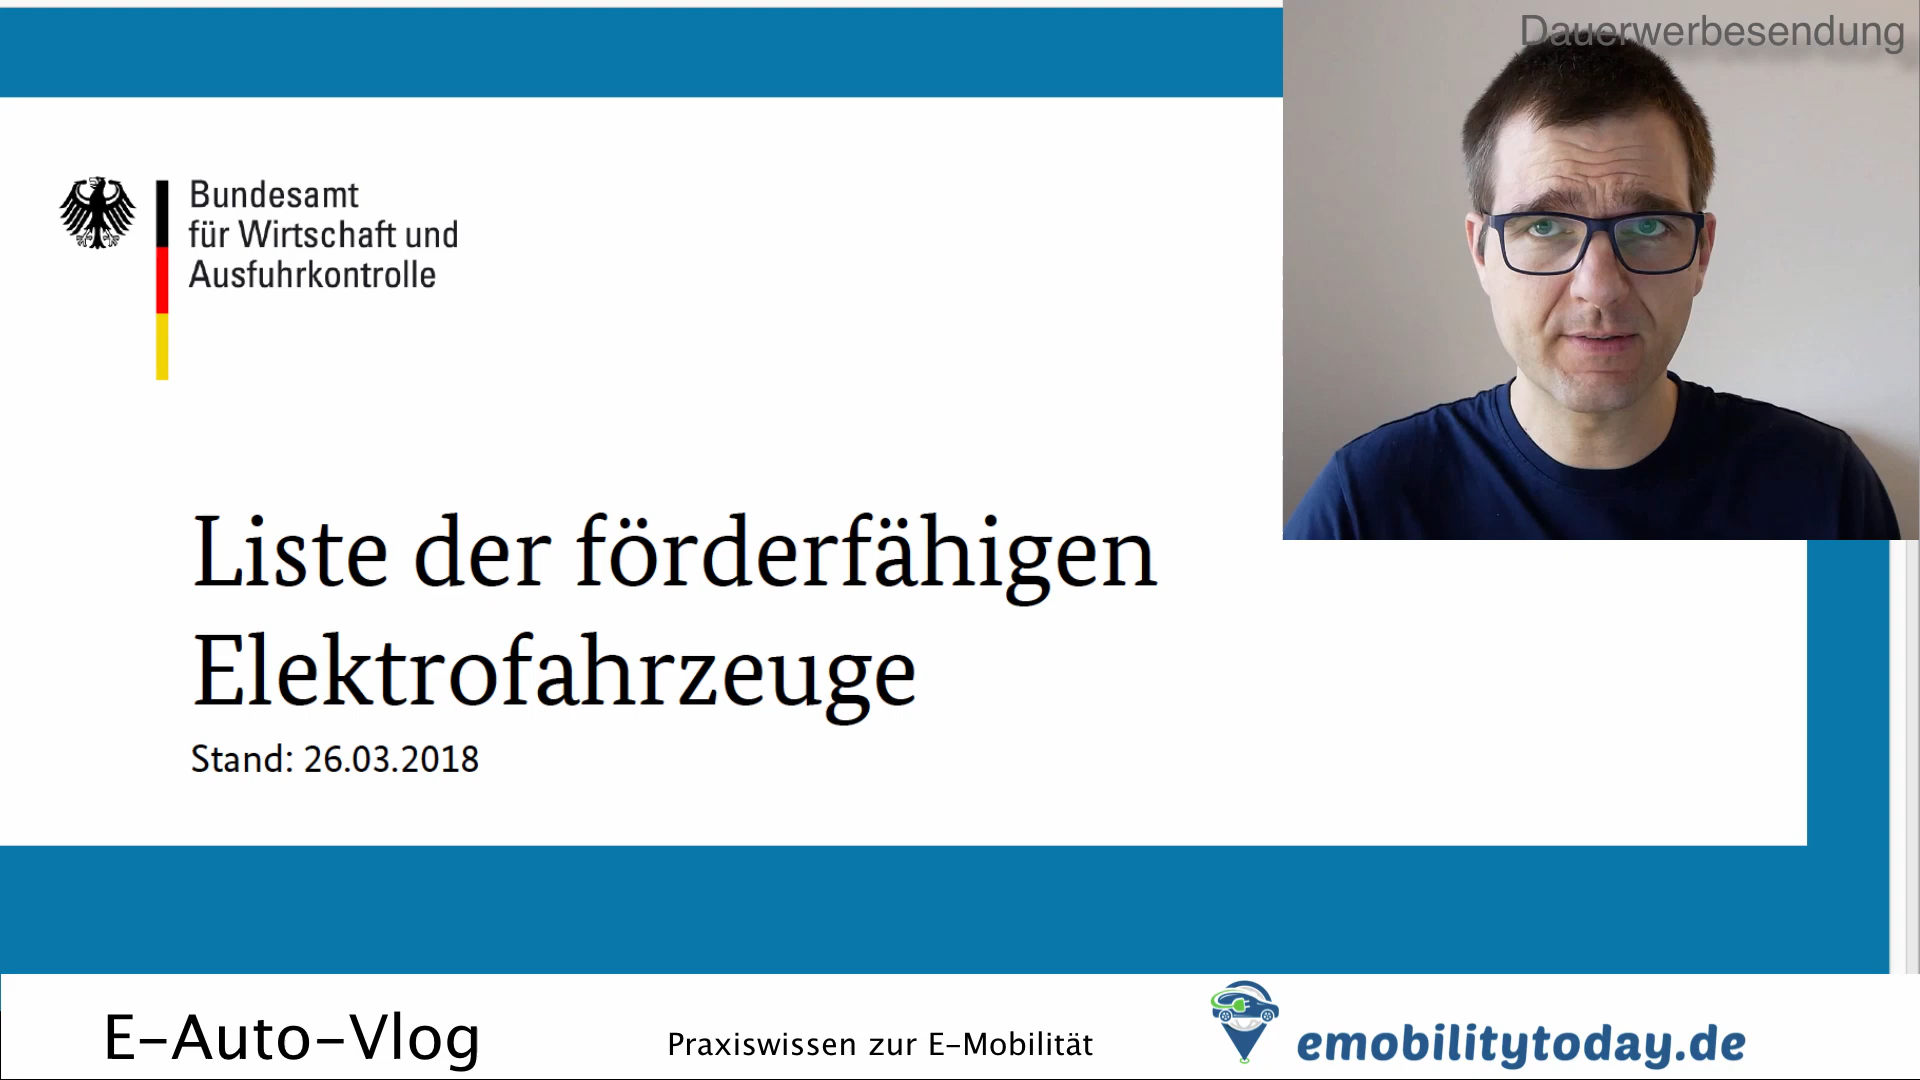 Dauerwerbesendung
Bundesamt
für Wirtschaft und
Ausfuhrkontrolle
Liste der förderfähigen
Elektrofahrzeuge
Stand: 26.03.2018
E-Auto-Vlog
Praxiswissen zur E-Mobilität
emobilitytoday.de